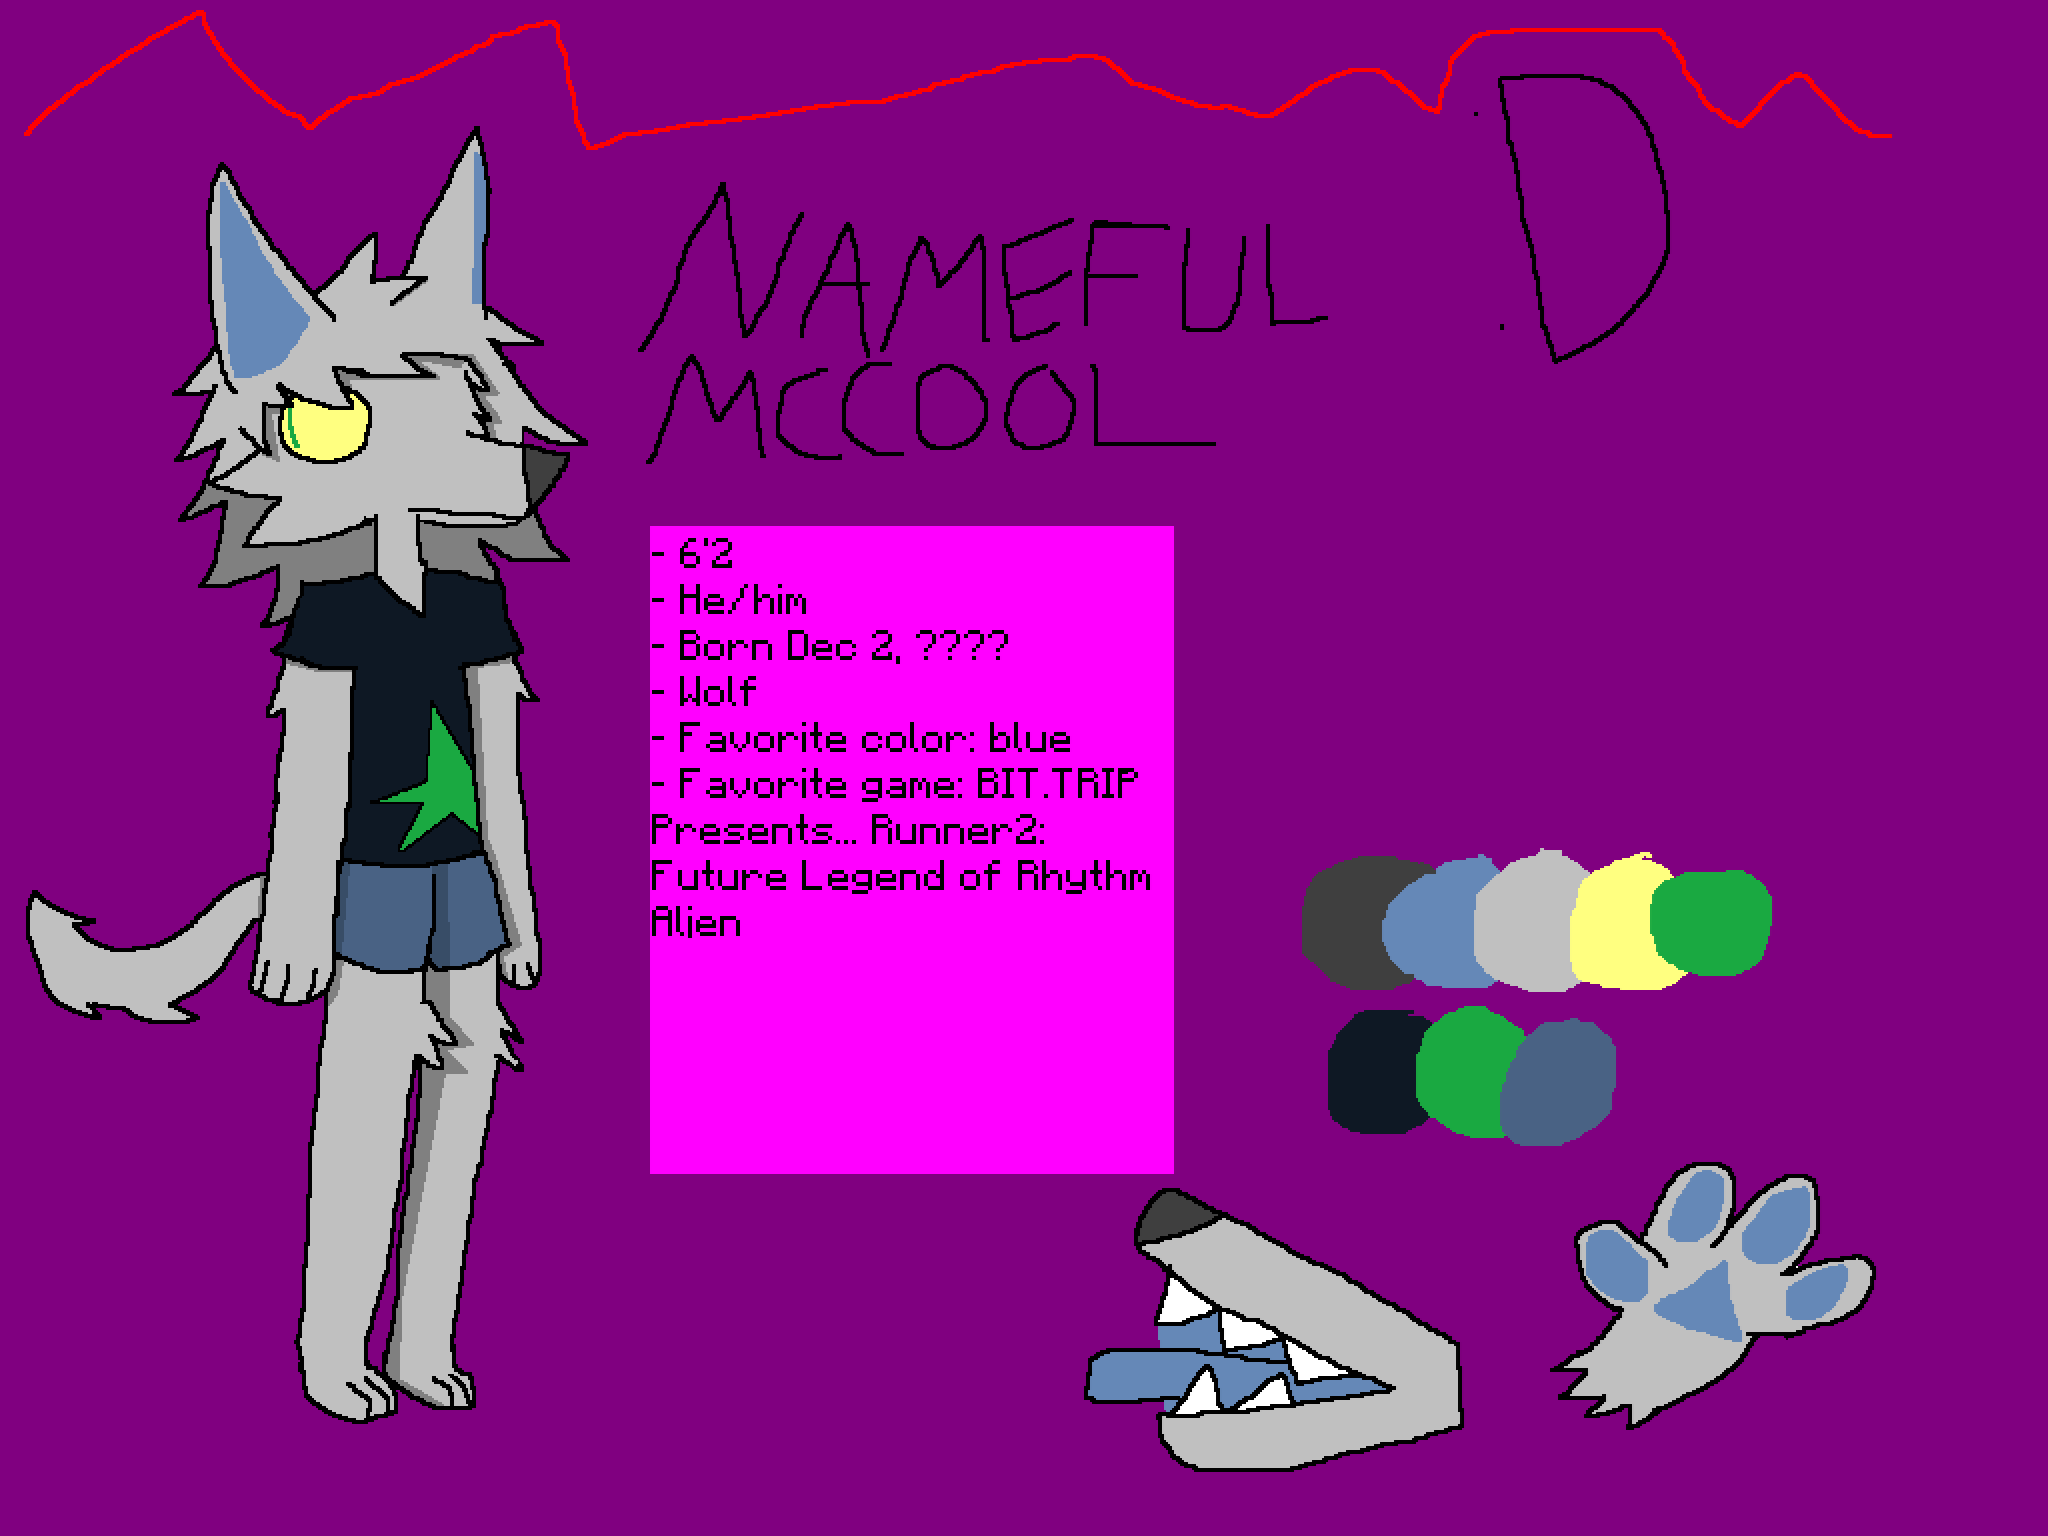 NAMEFUL
MCCOOL
:D
- 6'2
- He/him
- Born Dec 2, ????
- Wolf
- Favorite color: blue
- Favorite game: BIT.TRIP
Presents... Runner2:
Future Legend of Rhythm
Alien